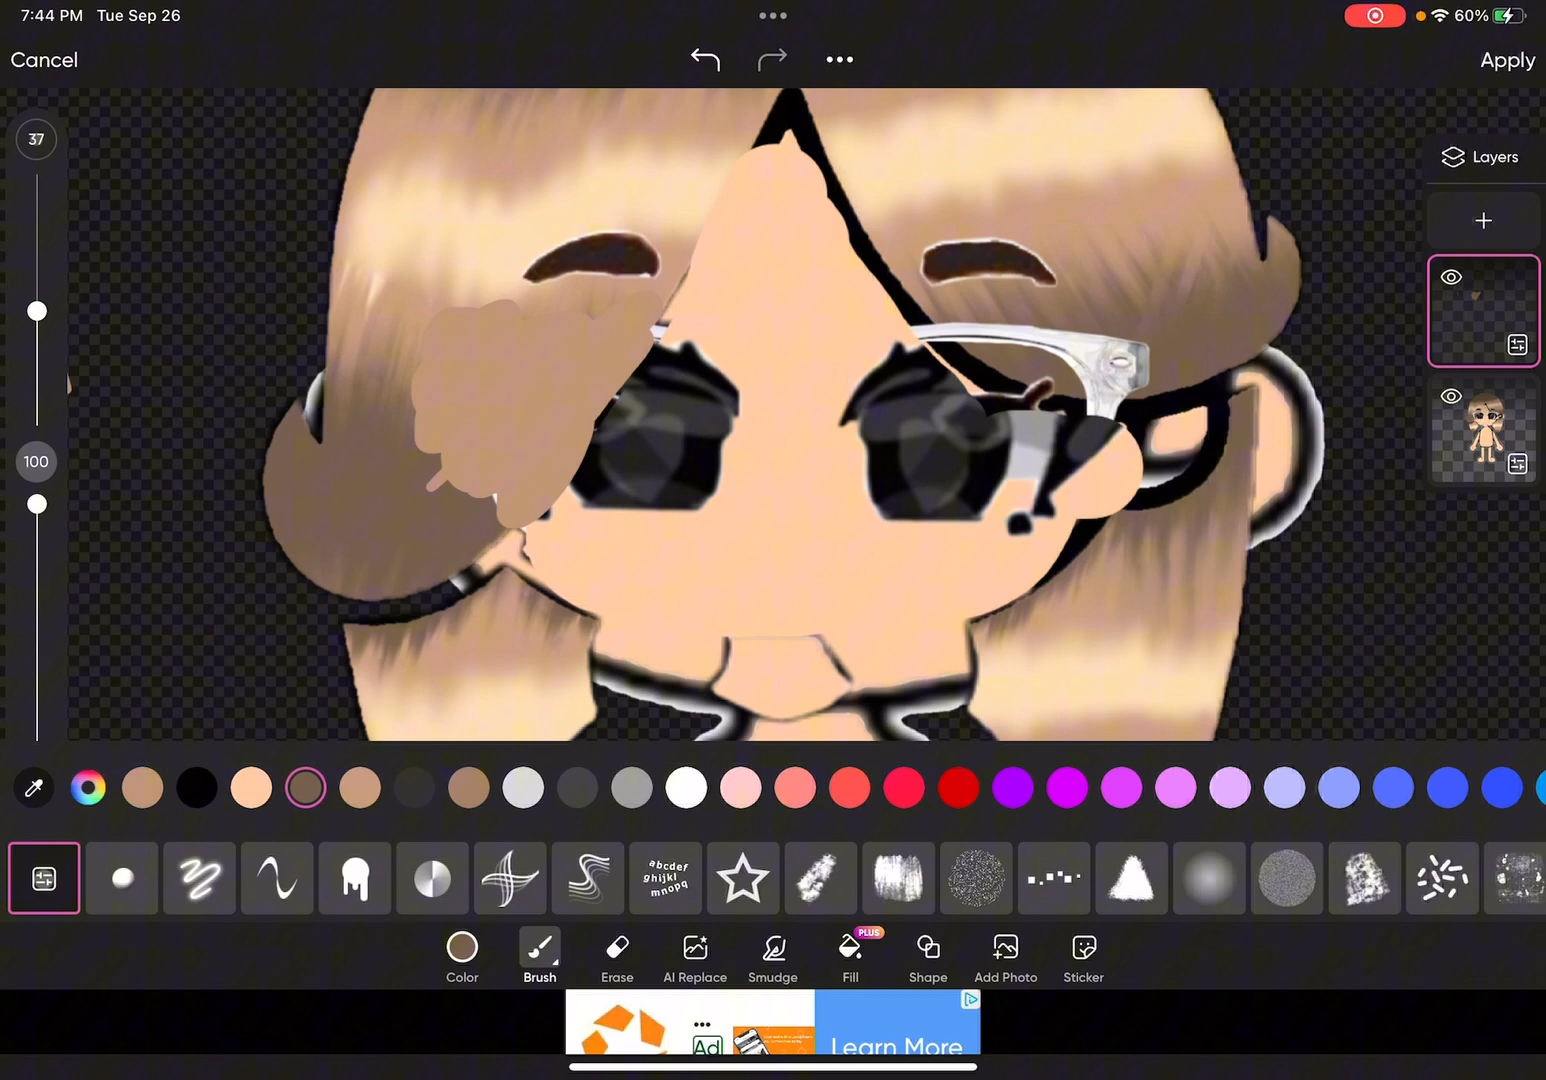 7:44 PM Tue Sep 26
60%
Cancel
Apply
37
Layers
100
abcdef
ghijkl
mnopq
PLUS
Color
Brush
Erase
AI Replace
Smudge
Fill
Shape
Add Photo
Sticker
Ad
Learn More